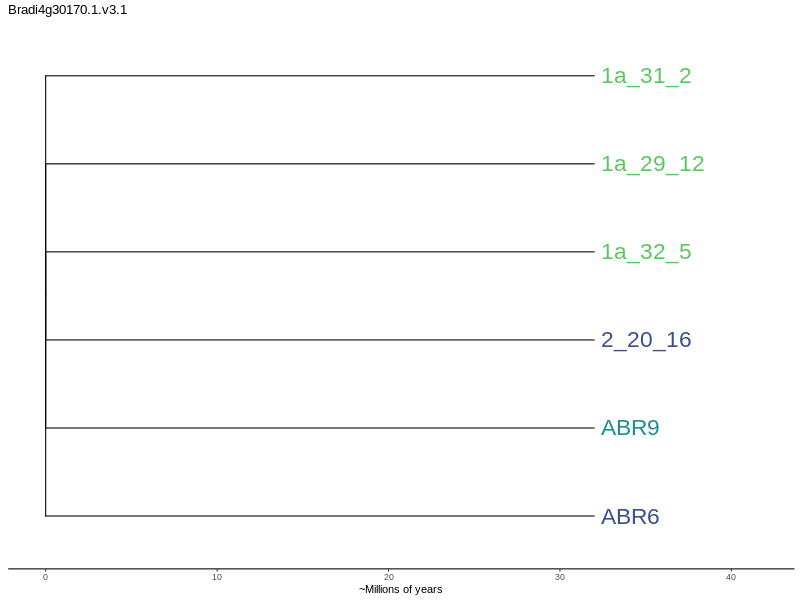 Bradi4g30170.1.v3.1
1a_31_2
1a_29_12
1a_32_5
2_20_16
ABR9
ABR6
0 10 20 30 40
~Millions of years